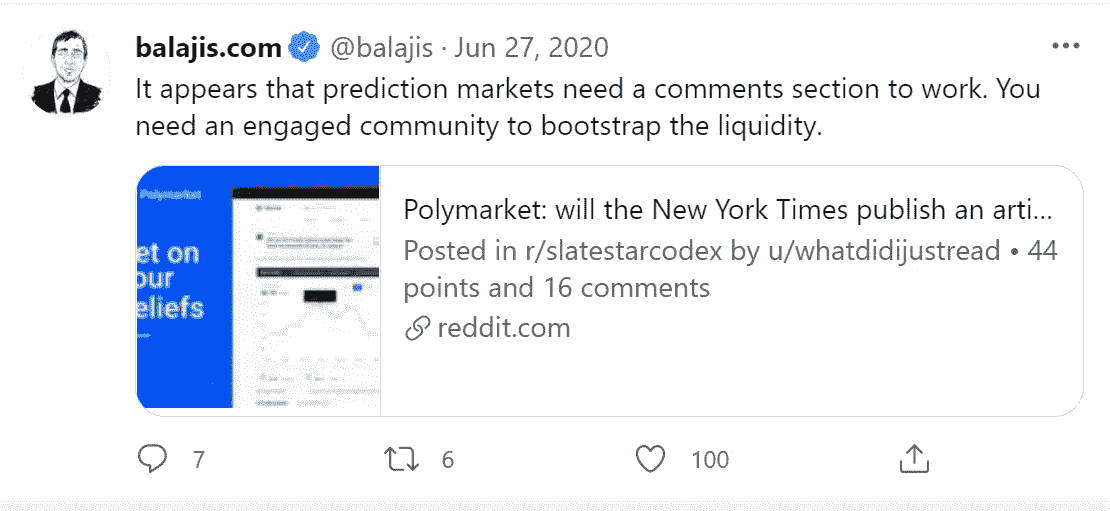 balajis.com @balajis · Jun 27, 2020
It appears that prediction markets need a comments section to work. You
need an engaged community to bootstrap the liquidity.
Polymarket
et on
our
eliefs
Polymarket: will the New York Times publish an arti...
Posted in r/slatestarcodex by u/whatdidijustread • 44
points and 16 comments
reddit.com
7 6 100